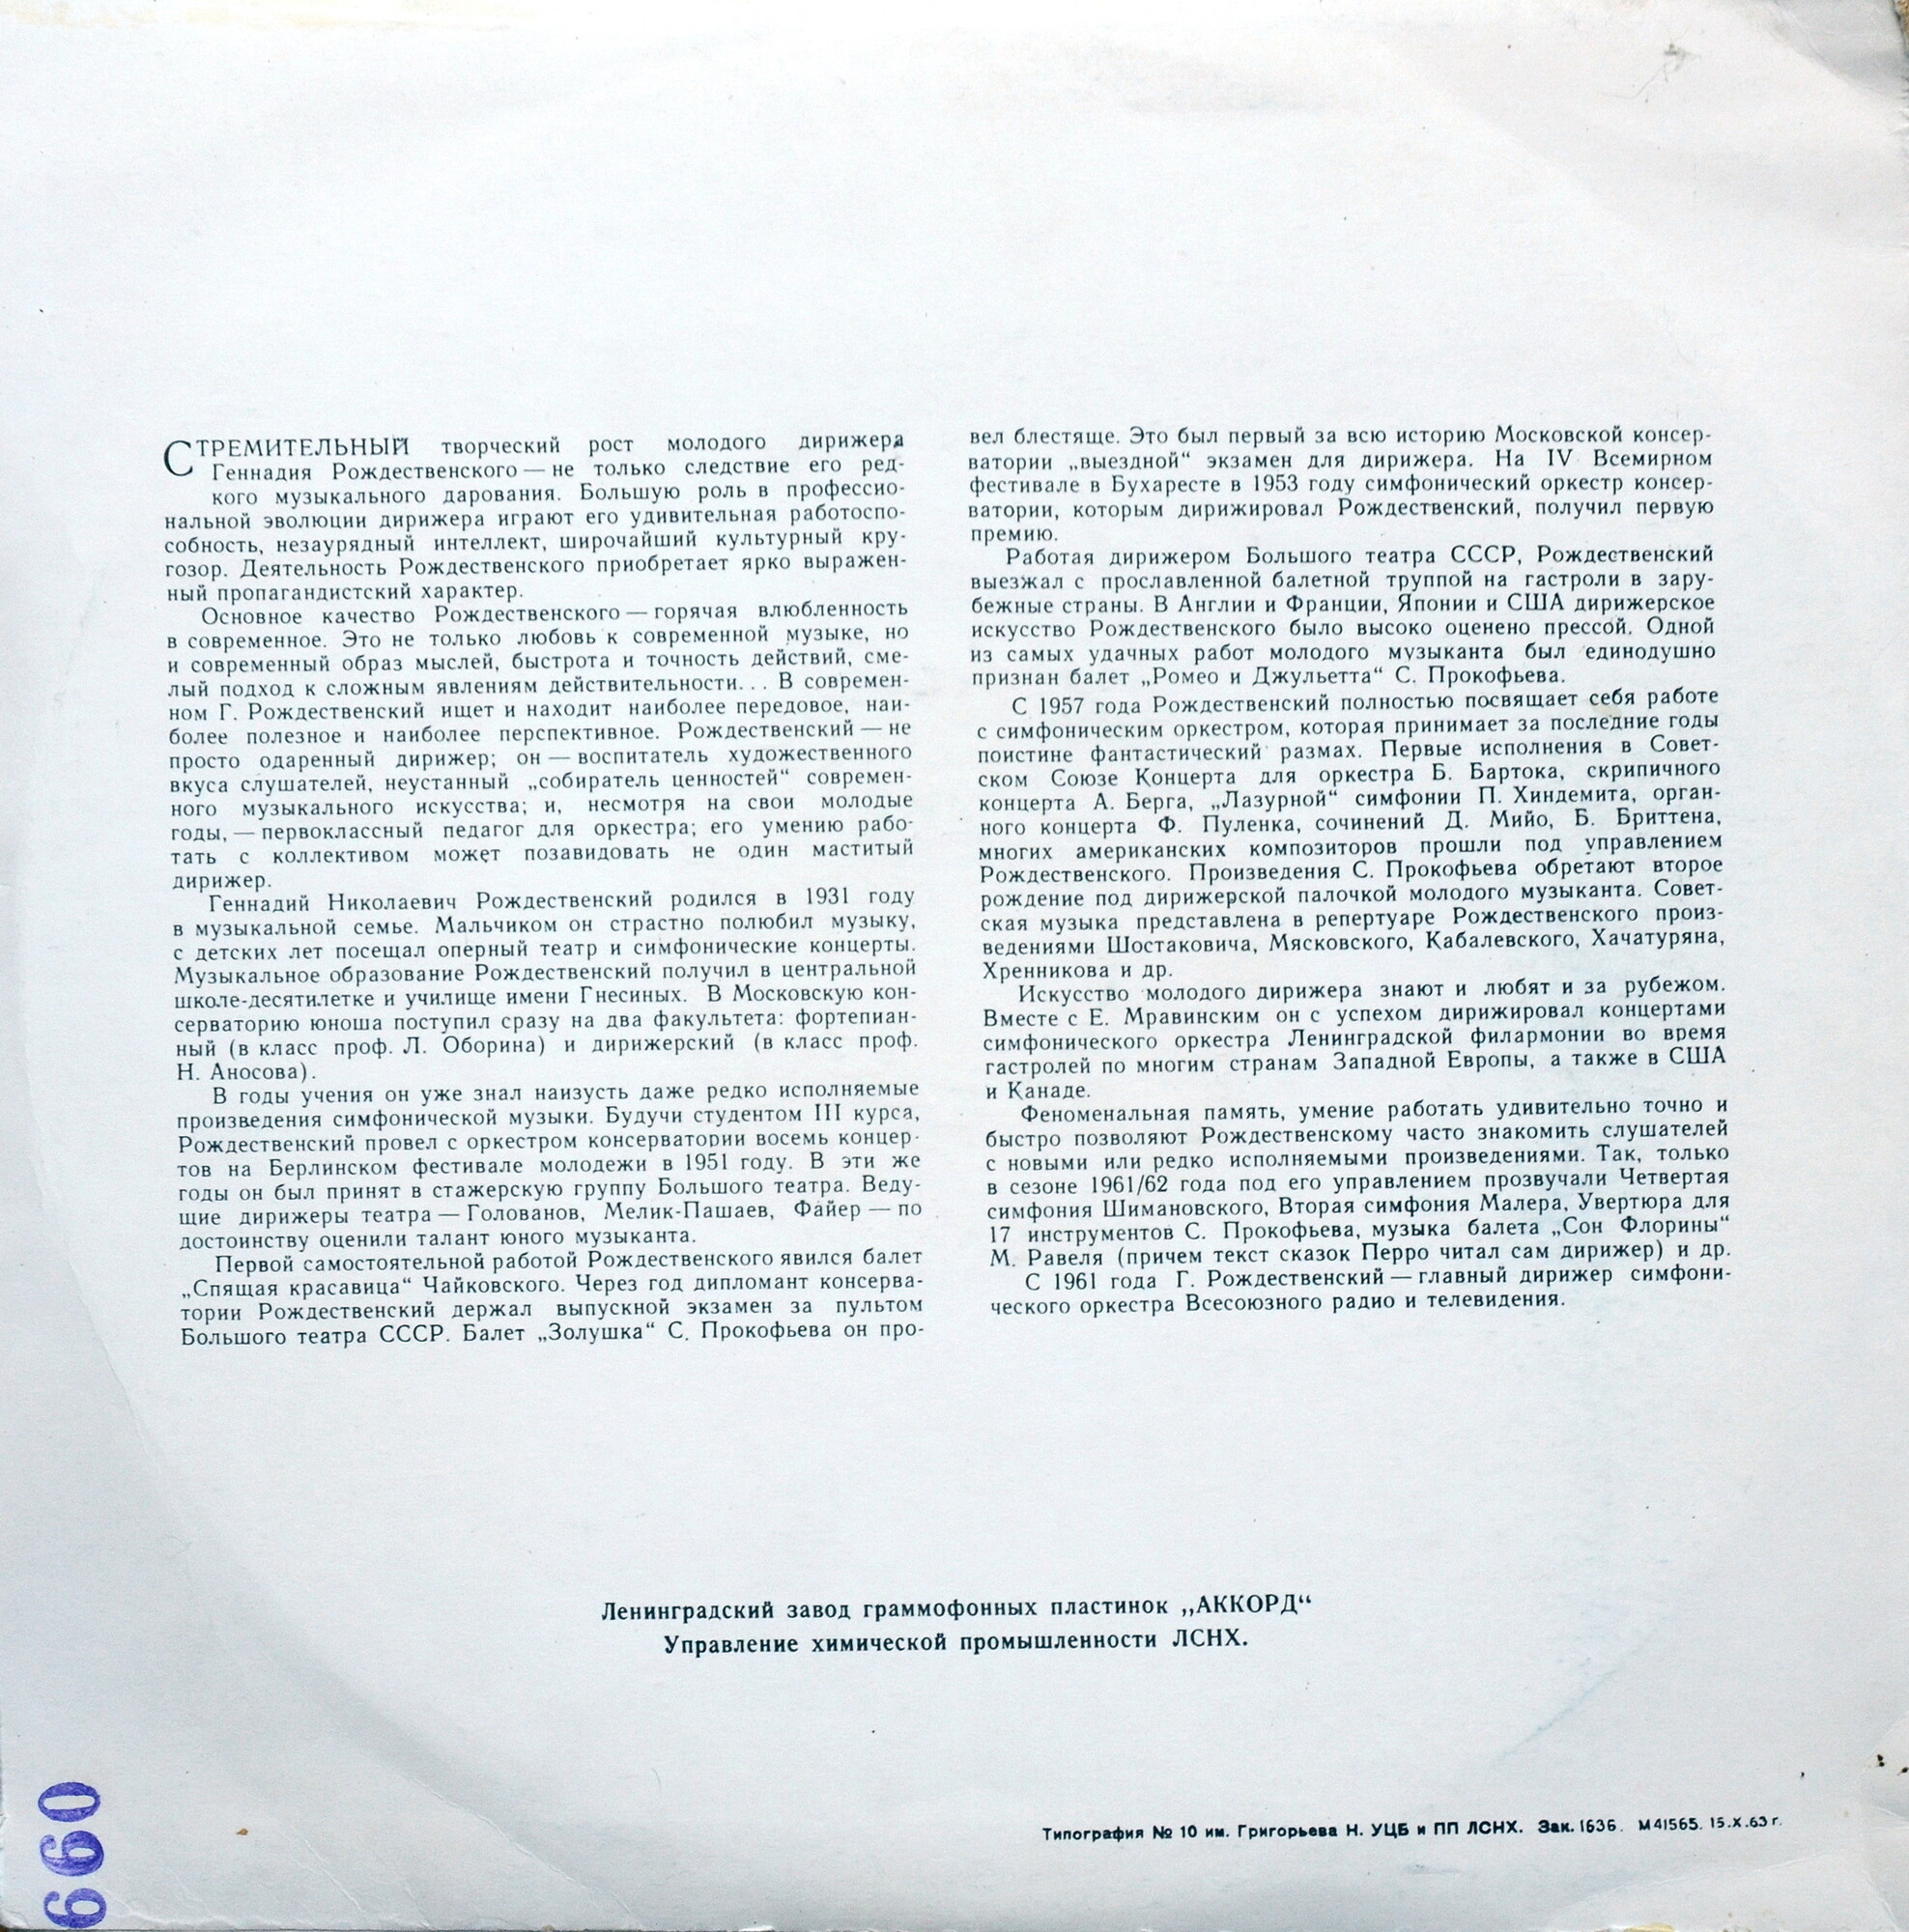 СТРЕМИТЕЛЬНЫЙ творческий рост молодого дирижера
Геннадия Рождественского — не только следствие его ред-
кого музыкального дарования. Большую роль в профессио-
нальной эволюции дирижера играют его удивительная работоспо-
собность, незаурядный интеллект, широчайший культурный кру-
гозор. Деятельность Рождественского приобретает ярко выражен-
ный пропагандистский характер.
Основное качество Рождественского — горячая влюбленность
в современное. Это не только любовь к современной музыке, но
и современный образ мыслей, быстрота и точность действий, сме-
лый подход к сложным явлениям действительности... В современ-
ном Г. Рождественский ищет и находит наиболее передовое, наи-
более полезное и наиболее перспективное. Рождественский — не
просто одаренный дирижер; он — воспитатель художественного
вкуса слушателей, неустанный „собиратель ценностей“ современ-
ного музыкального искусства; и, несмотря на свои молодые
годы, — первоклассный педагог для оркестра; его умению рабо-
тать с коллективом может позавидовать не один маститый
дирижер.
Геннадий Николаевич Рождественский родился в 1931 году
в музыкальной семье. Мальчиком он страстно полюбил музыку,
с детских лет посещал оперный театр и симфонические концерты.
Музыкальное образование Рождественский получил в центральной
школе-десятилетке и училище имени Гнесиных. В Московскую кон-
серваторию юноша поступил сразу на два факультета: фортепиан-
ный (в класс проф. Л. Оборина) и дирижерский (в класс проф.
Н. Аносова).
В годы учения он уже знал наизусть даже редко исполняемые
произведения симфонической музыки. Будучи студентом III курса,
Рождественский провел с оркестром консерватории восемь концер-
тов на Берлинском фестивале молодежи в 1951 году. В эти же
годы он был принят в стажерскую группу Большого театра. Веду-
щие дирижеры театра — Голованов, Мелик-Пашаев, Файер — по
достоинству оценили талант юного музыканта.
Первой самостоятельной работой Рождественского явился балет
„Спящая красавица“ Чайковского. Через год дипломант консерва-
тории Рождественский держал выпускной экзамен за пультом
Большого театра СССР. Балет „Золушка“ С. Прокофьева он про-
вел блестяще. Это был первый за всю историю Московской консер-
ватории „выездной“ экзамен для дирижера. На IV Всемирном
фестивале в Бухаресте в 1953 году симфонический оркестр консер-
ватории, которым дирижировал Рождественский, получил первую
премию.
Работая дирижером Большого театра СССР, Рождественский
выезжал с прославленной балетной труппой на гастроли в зару-
бежные страны. В Англии и Франции, Японии и США дирижерское
искусство Рождественского было высоко оценено прессой. Одной
из самых удачных работ молодого музыканта был единодушно
признан балет „Ромео и Джульетта“ С. Прокофьева.
С 1957 года Рождественский полностью посвящает себя работе
с симфоническим оркестром, которая принимает за последние годы
поистине фантастический размах. Первые исполнения в Совет-
ском Союзе Концерта для оркестра Б. Бартока, скрипичного
концерта А. Берга, „Лазурной“ симфонии П. Хиндемита, орган-
ного концерта Ф. Пуленка, сочинений Д. Мийо, Б. Бриттена,
многих американских композиторов прошли под управлением
Рождественского. Произведения С. Прокофьева обретают второе
рождение под дирижерской палочкой молодого музыканта. Совет-
ская музыка представлена в репертуаре Рождественского произ-
ведениями Шостаковича, Мясковского, Кабалевского, Хачатуряна,
Хренникова и др.
Искусство молодого дирижера знают и любят и за рубежом.
Вместе с Е. Мравинским он с успехом дирижировал концертами
симфонического оркестра Ленинградской филармонии во время
гастролей по многим странам Западной Европы, а также в США
и Канаде.
Феноменальная память, умение работать удивительно точно и
быстро позволяют Рождественскому часто знакомить слушателей
с новыми или редко исполняемыми произведениями. Так, только
в сезоне 1961/62 года под его управлением прозвучали Четвертая
симфония Шимановского, Вторая симфония Малера, Увертюра для
17 инструментов С. Прокофьева, музыка балета „Сон Флорины“
М. Равеля (причем текст сказок Перро читал сам дирижер) и др.
С 1961 года Г. Рождественский — главный дирижер симфони-
ческого оркестра Всесоюзного радио и телевидения.
Ленинградский завод граммофонных пластинок „АККОРД“
Управление химической промышленности ЛСНХ.
Типография № 10 им. Григорьева Н. УЦБ и ПП ЛСНХ. Зак. 1636. М 41565. 15.X.63 г.
660